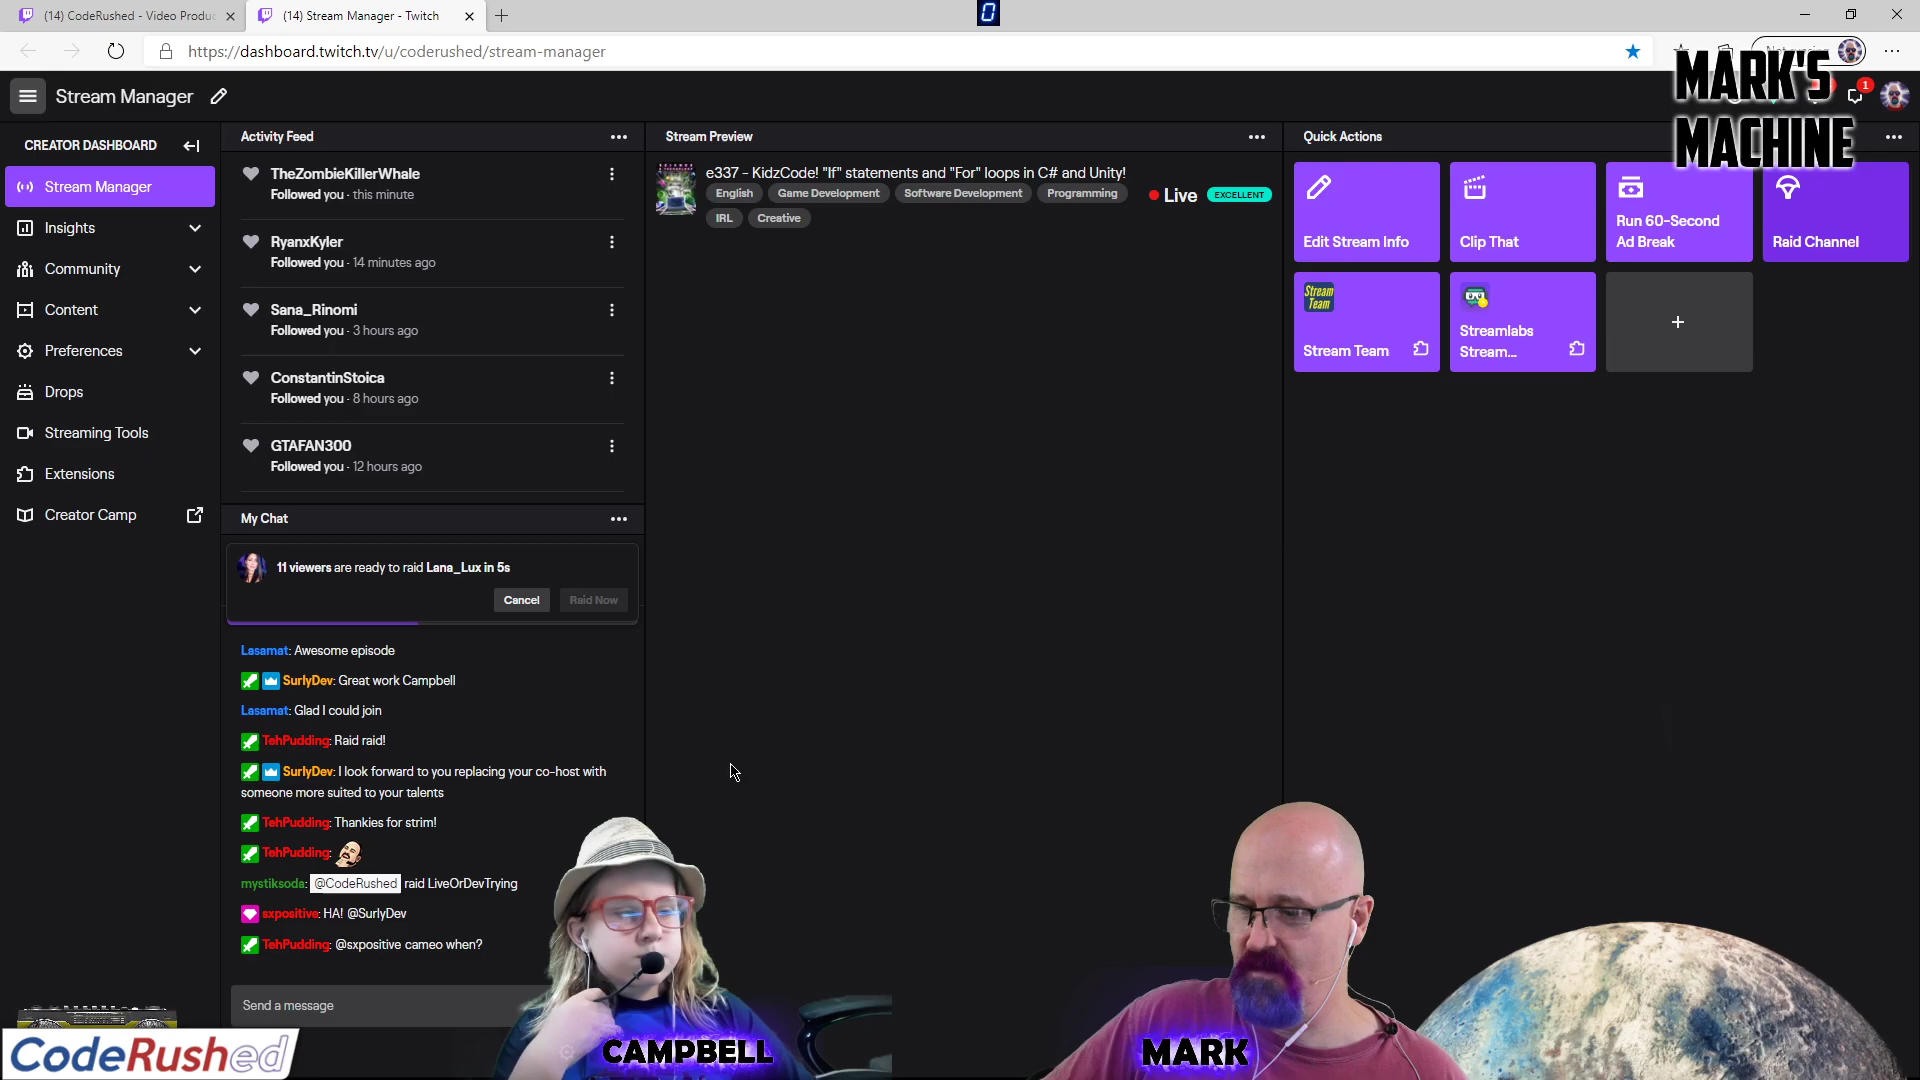 (14) CodeRushed - Video Produc
(14) Stream Manager - Twitch
0
https://dashboard.twitch.tv/u/coderushed/stream-manager
MARK'S
MACHINE
Stream Manager
1
CREATOR DASHBOARD
Stream Manager
Insights
Community
Content
Preferences
Drops
Streaming Tools
Extensions
Creator Camp
Activity Feed
TheZombieKillerWhale
Followed you · this minute
RyanxKyler
Followed you · 14 minutes ago
Sana_Rinomi
Followed you · 3 hours ago
ConstantinStoica
Followed you · 8 hours ago
GTAFAN300
Followed you · 12 hours ago
My Chat
11 viewers are ready to raid Lana_Lux in 5s
Cancel
Raid Now
Lasamat: Awesome episode
SurlyDev: Great work Campbell
Lasamat: Glad I could join
TehPudding: Raid raid!
SurlyDev: I look forward to you replacing your co-host with
someone more suited to your talents
TehPudding: Thankies for strim!
TehPudding:
mystiksoda: @CodeRushed raid LiveOrDevTrying
sxpositive: HA! @SurlyDev
TehPudding: @sxpositive cameo when?
Send a message
Stream Preview
e337 - KidzCode! "If" statements and "For" loops in C# and Unity!
English
Game Development
Software Development
Programming
IRL
Creative
Live
EXCELLENT
Quick Actions
Edit Stream Info
Clip That
Run 60-Second
Ad Break
Raid Channel
Stream
Team
Stream Team
Streamlabs
Stream...
CodeRushed
CAMPBELL
MARK